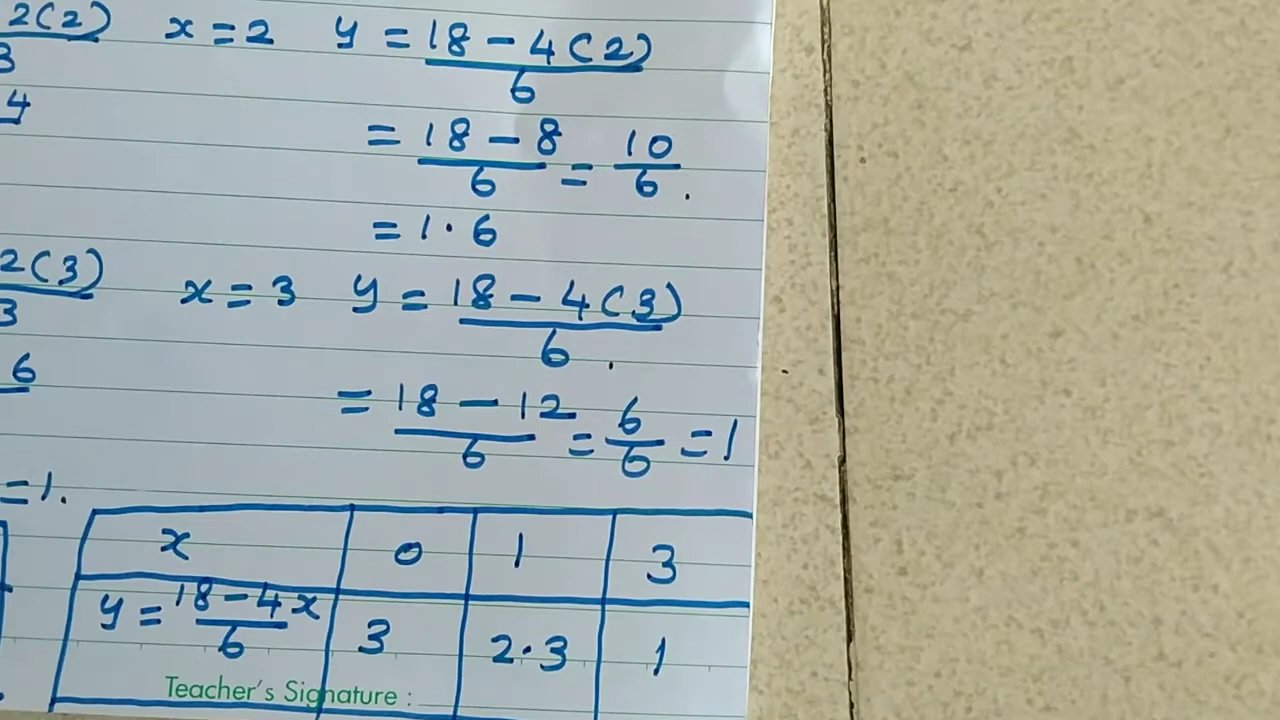 2(2)/3 x = 2 y = (18 - 4(2))/6
4 = (18 - 8)/6 = 10/6.
= 1.6
2(3)/3 x = 3 y = (18 - 4(3))/6.
6 = (18 - 12)/6 = 6/6 = 1
= 1.
x 0 1 3
y = (18 - 4x)/6 3 2.3 1
Teacher's Signature :